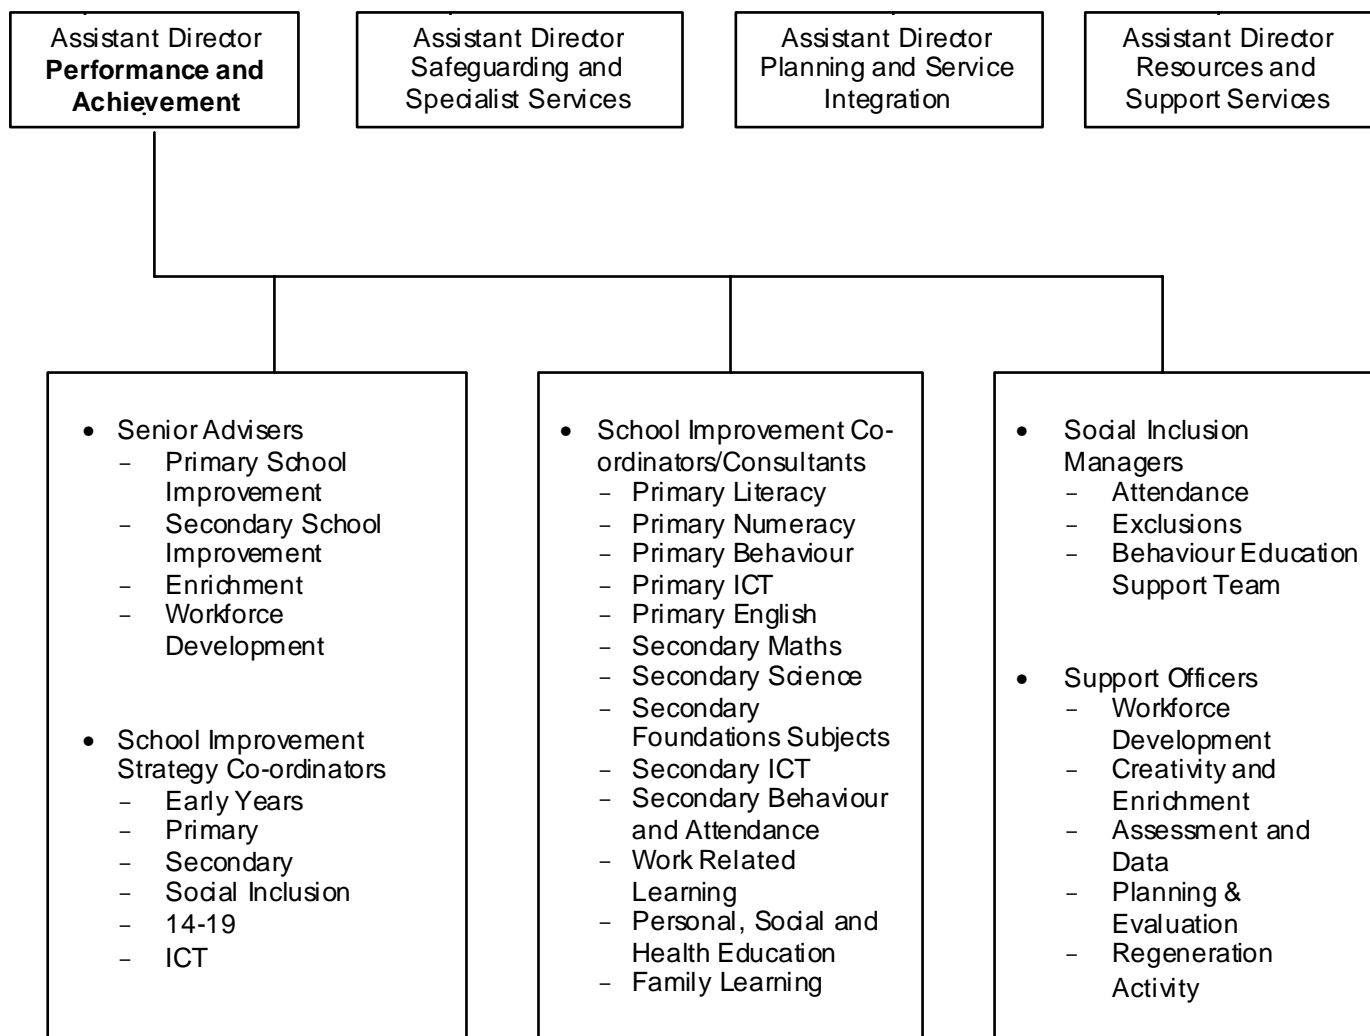 Assistant Director
Performance and
Achievement
Assistant Director
Safeguarding and
Specialist Services
Assistant Director
Planning and Service
Integration
Assistant Director
Resources and
Support Services
• Senior Advisers
- Primary School
Improvement
- Secondary School
Improvement
- Enrichment
- Workforce
Development
• School Improvement
Strategy Co-ordinators
- Early Years
- Primary
- Secondary
- Social Inclusion
- 14-19
- ICT
• School Improvement Co-
ordinators/Consultants
- Primary Literacy
- Primary Numeracy
- Primary Behaviour
- Primary ICT
- Primary English
- Secondary Maths
- Secondary Science
- Secondary
Foundations Subjects
- Secondary ICT
- Secondary Behaviour
and Attendance
- Work Related
Learning
- Personal, Social and
Health Education
- Family Learning
• Social Inclusion
Managers
- Attendance
- Exclusions
- Behaviour Education
Support Team
• Support Officers
- Workforce
Development
- Creativity and
Enrichment
- Assessment and
Data
- Planning &
Evaluation
- Regeneration
Activity